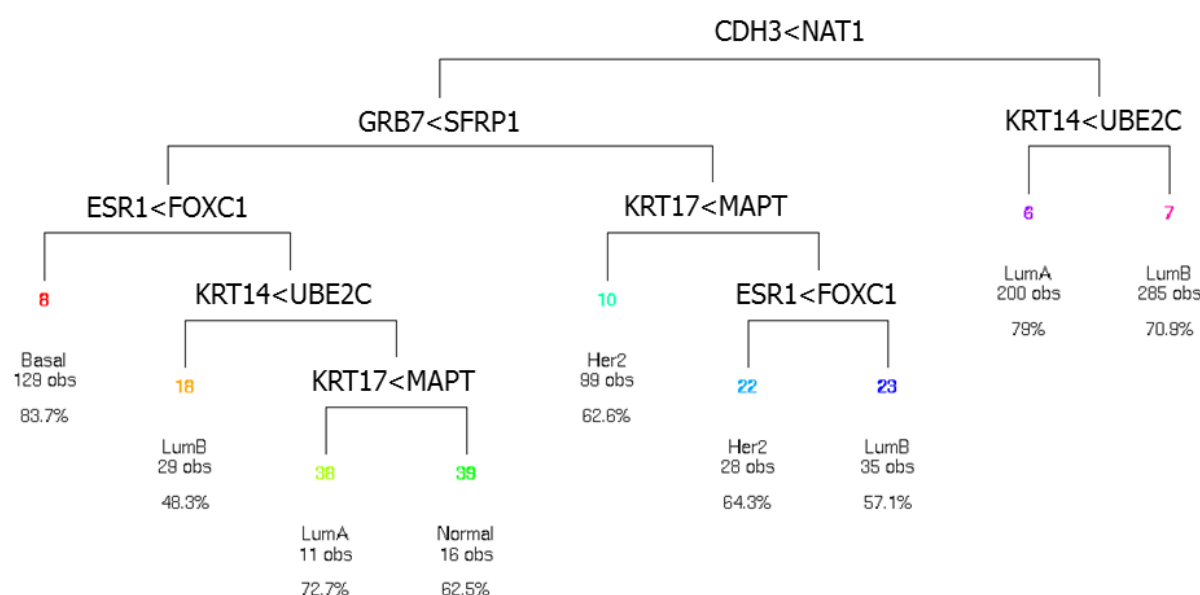 CDH3<NAT1
GRB7<SFRP1
KRT14<UBE2C
ESR1<FOXC1
KRT17<MAPT
6
7
LumA
200 obs
79%
LumB
285 obs
70.9%
8
KRT14<UBE2C
10
ESR1<FOXC1
Basal
129 obs
83.7%
18
KRT17<MAPT
Her2
99 obs
62.6%
22
23
LumB
29 obs
48.3%
38
39
Her2
28 obs
64.3%
LumB
35 obs
57.1%
LumA
11 obs
72.7%
Normal
16 obs
62.5%